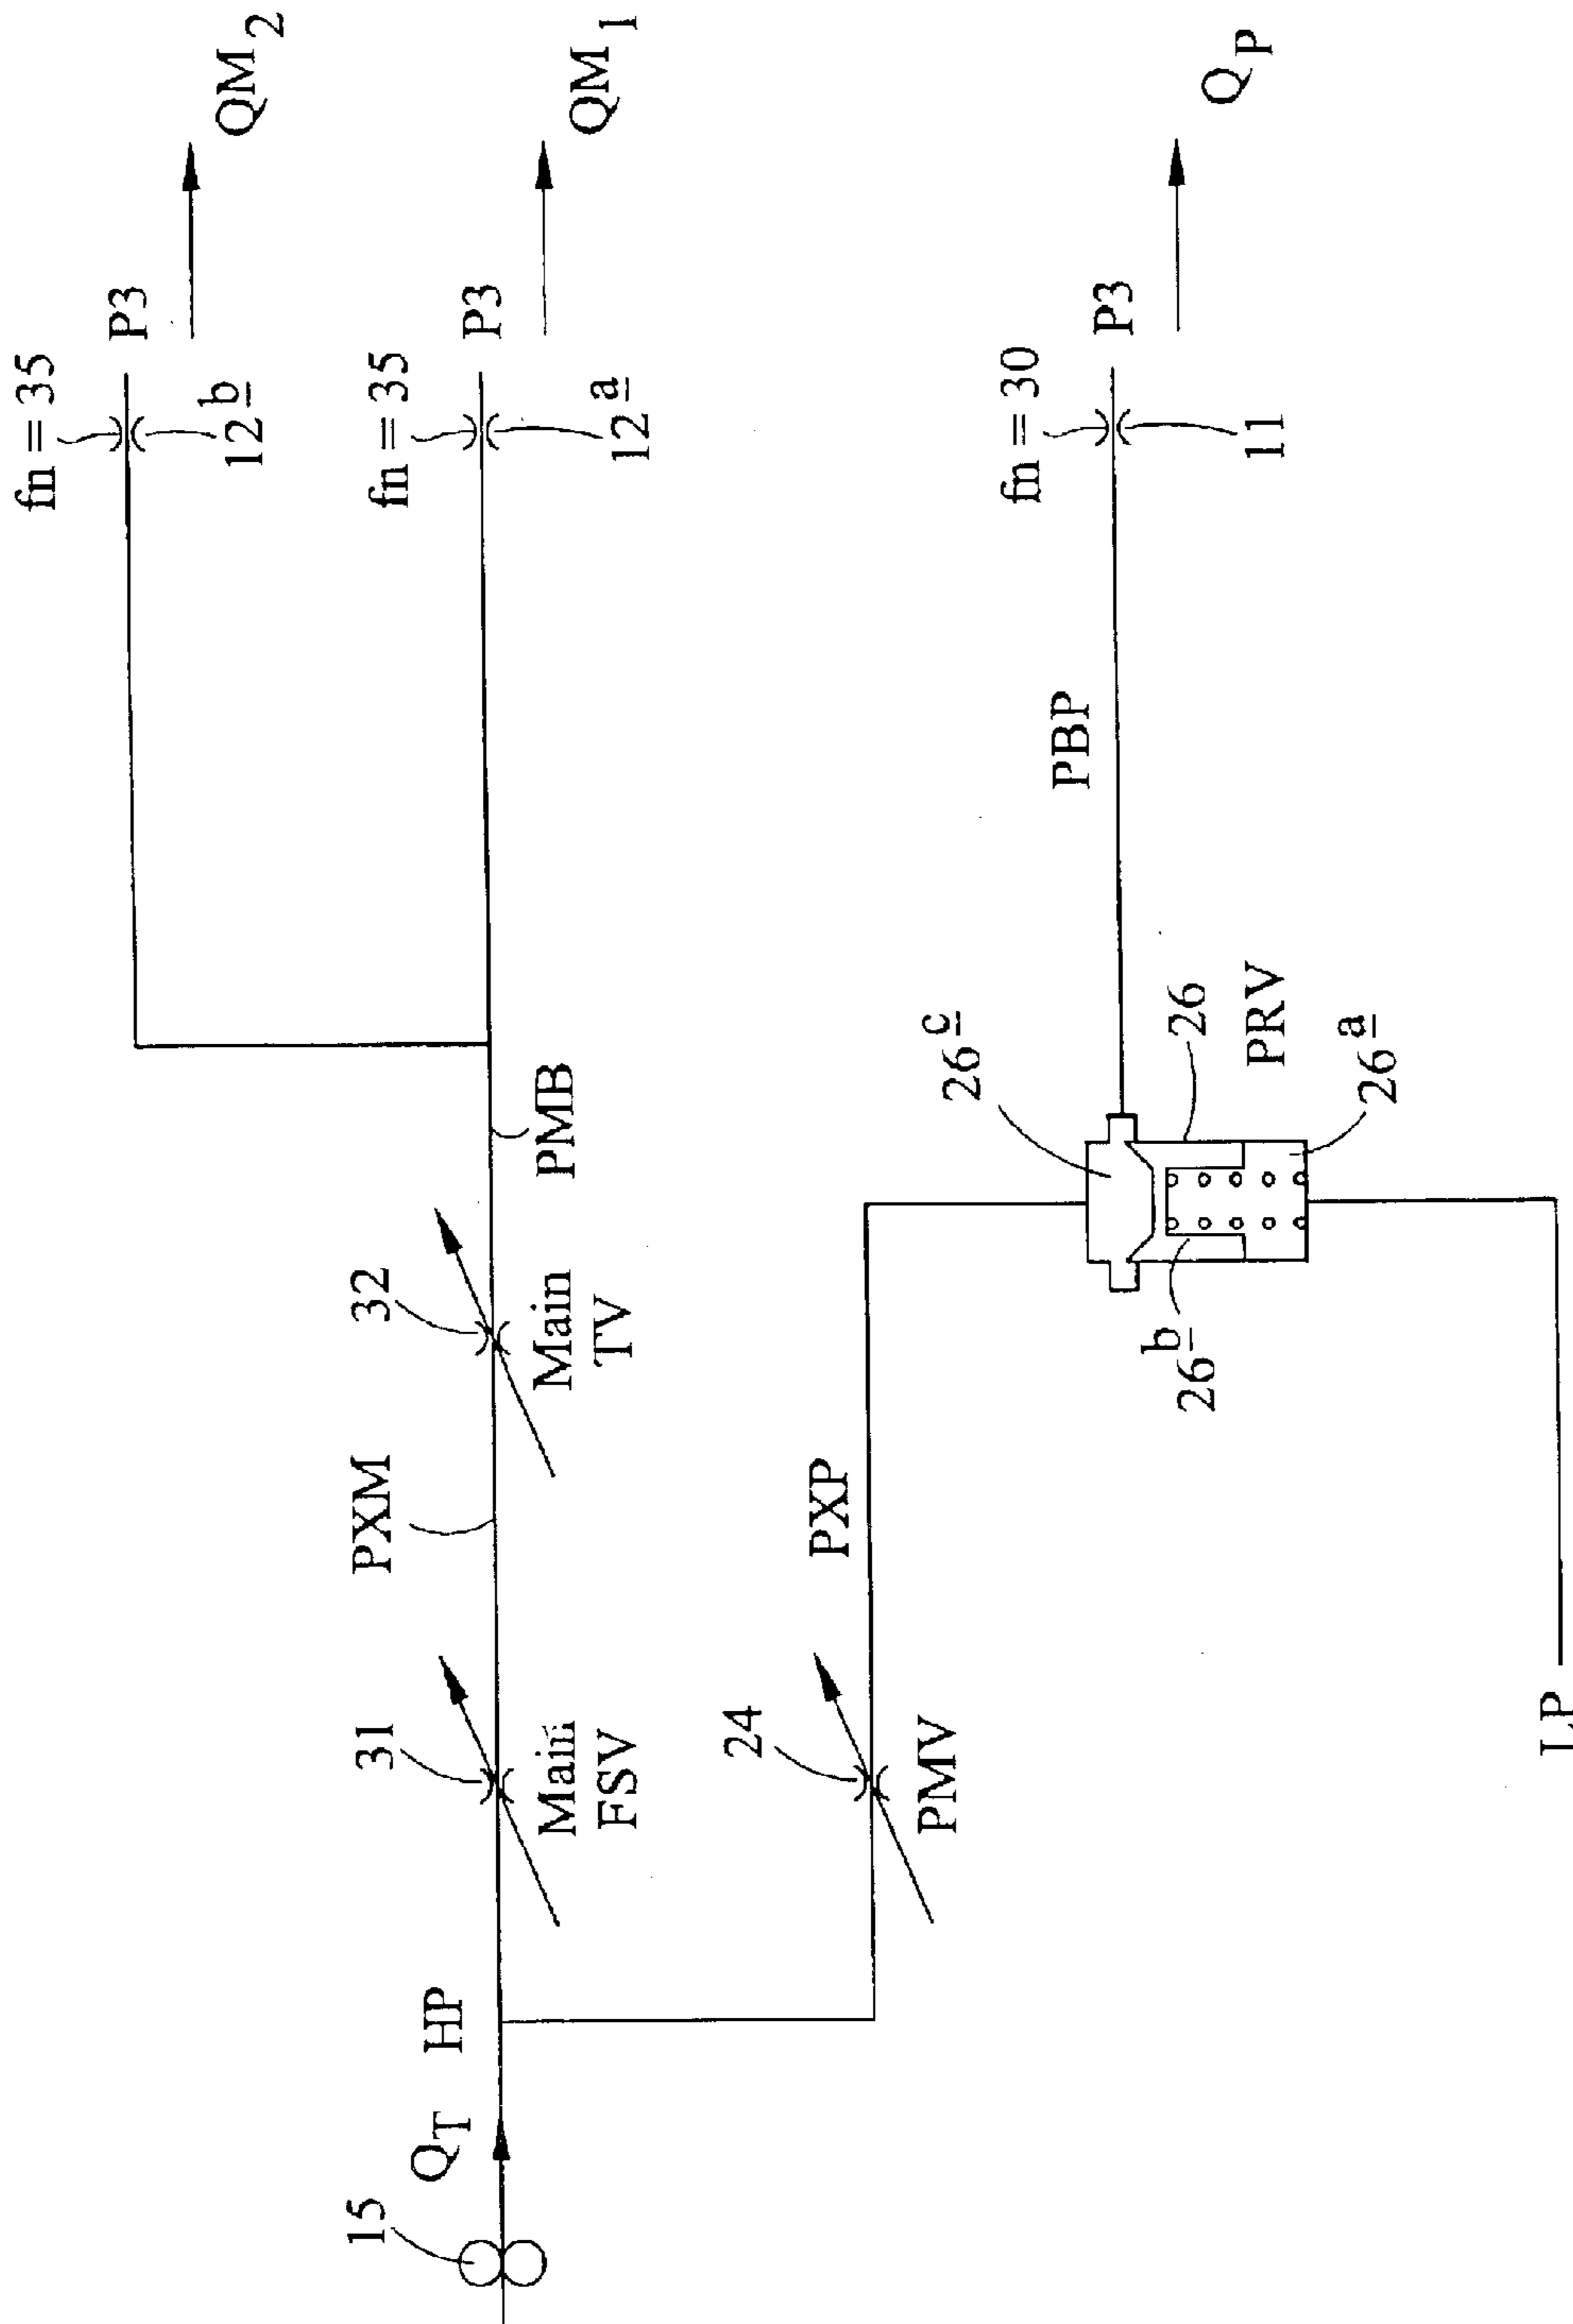 fn = 35
P3
QM2
12b
fn = 35
P3
QM1
12a
31
PXM
32
Main
FSV
Main
TV
PMB
15
QT
HP
24
PXP
PMV
26c
PBP
fn = 30
P3
QP
11
26b
26
PRV
26a
LP